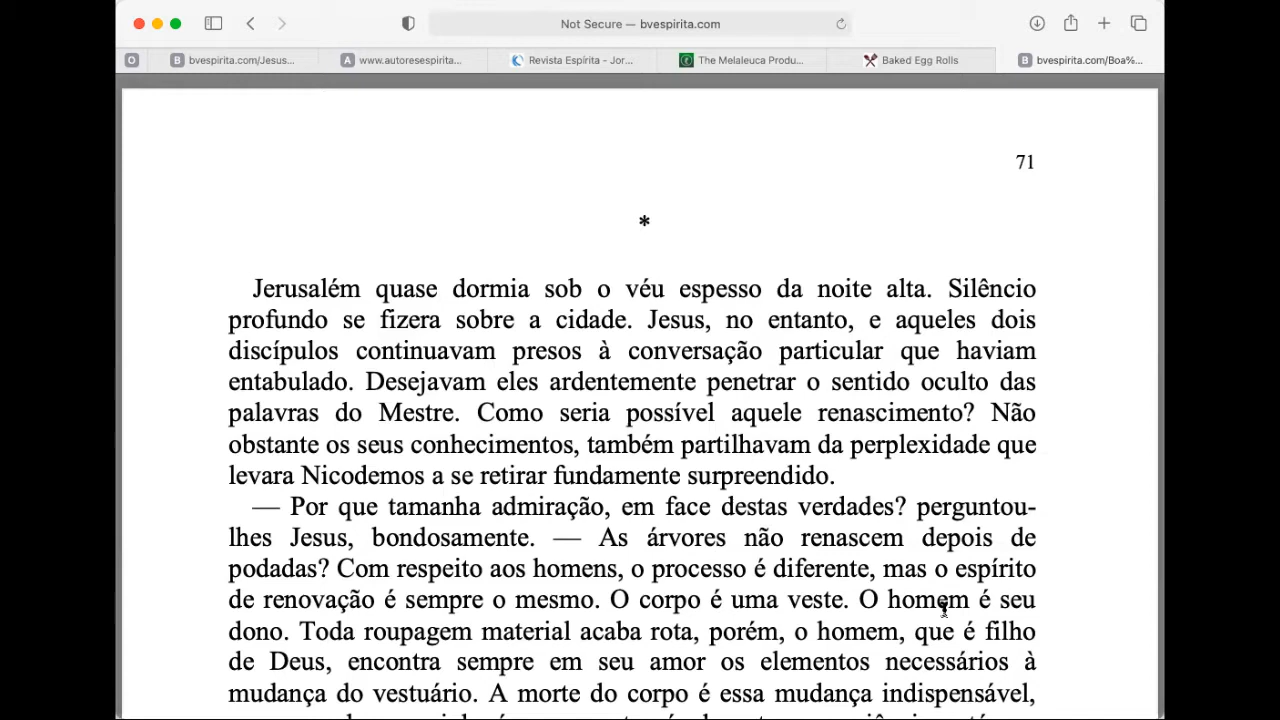 Not Secure — bvespirita.com
O
B bvespirita.com/Jesus...
A www.autoresespirita...
Revista Espírita - Jor...
The Melaleuca Produ...
Baked Egg Rolls
B bvespirita.com/Boa%...
71
*
Jerusalém quase dormia sob o véu espesso da noite alta. Silêncio
profundo se fizera sobre a cidade. Jesus, no entanto, e aqueles dois
discípulos continuavam presos à conversação particular que haviam
entabulado. Desejavam eles ardentemente penetrar o sentido oculto das
palavras do Mestre. Como seria possível aquele renascimento? Não
obstante os seus conhecimentos, também partilhavam da perplexidade que
levara Nicodemos a se retirar fundamente surpreendido.
— Por que tamanha admiração, em face destas verdades? perguntou-
lhes Jesus, bondosamente. — As árvores não renascem depois de
podadas? Com respeito aos homens, o processo é diferente, mas o espírito
de renovação é sempre o mesmo. O corpo é uma veste. O homem é seu
dono. Toda roupagem material acaba rota, porém, o homem, que é filho
de Deus, encontra sempre em seu amor os elementos necessários à
mudança do vestuário. A morte do corpo é essa mudança indispensável,